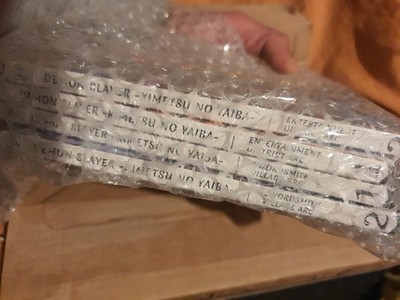 DEMON SLAYER -KIMETSU NO YAIBA- ENTERTAINMENT DISTRICT ARC
DEMON SLAYER -KIMETSU NO YAIBA- ENTERTAINMENT DISTRICT ARC
DEMON SLAYER -KIMETSU NO YAIBA- SWORDSMITH VILLAGE ARC
DEMON SLAYER -KIMETSU NO YAIBA- SWORDSMITH VILLAGE ARC 2